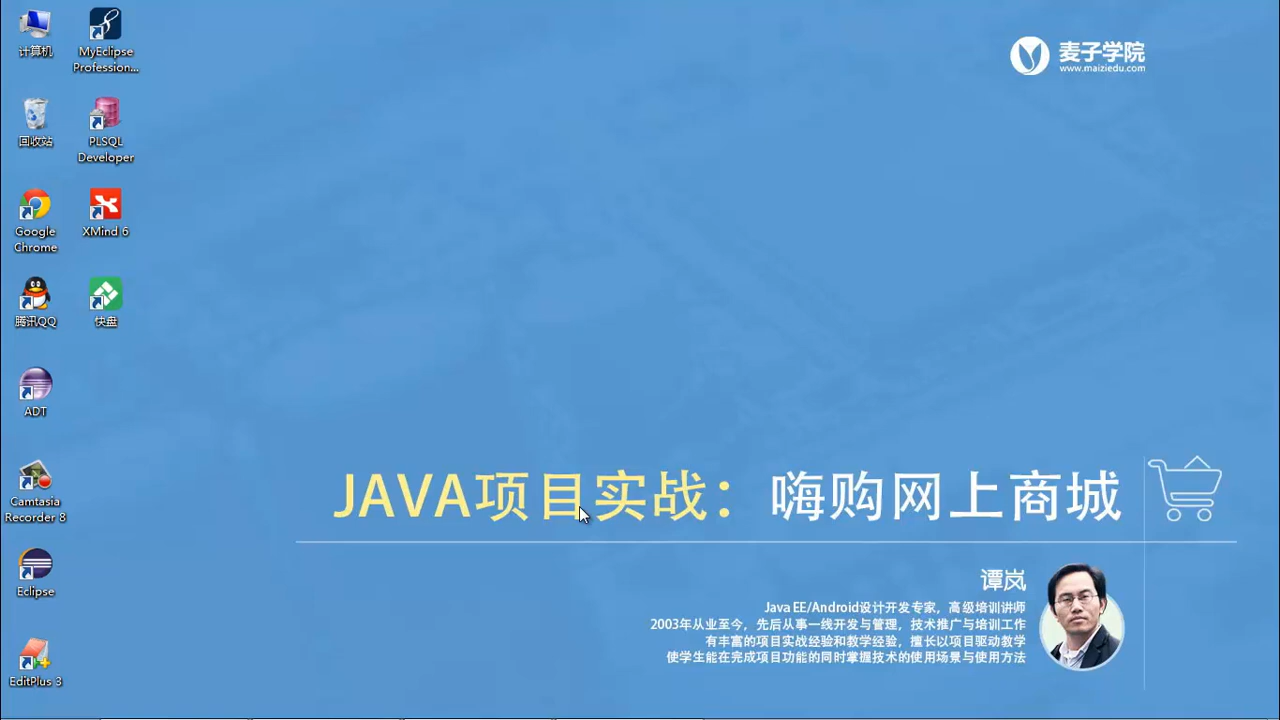 计算机
MyEclipse
Profession...
回收站
PLSQL
Developer
Google
Chrome
XMind 6
腾讯QQ
快盘
ADT
Camtasia
Recorder 8
Eclipse
EditPlus 3
麦子学院
www.maiziedu.com
JAVA项目实战：嗨购网上商城
谭岚
Java EE/Android设计开发专家，高级培训讲师
2003年从业至今，先后从事一线开发与管理，技术推广与培训工作
有丰富的项目实战经验和教学经验，擅长以项目驱动教学
使学生能在完成项目功能的同时掌握技术的使用场景与使用方法